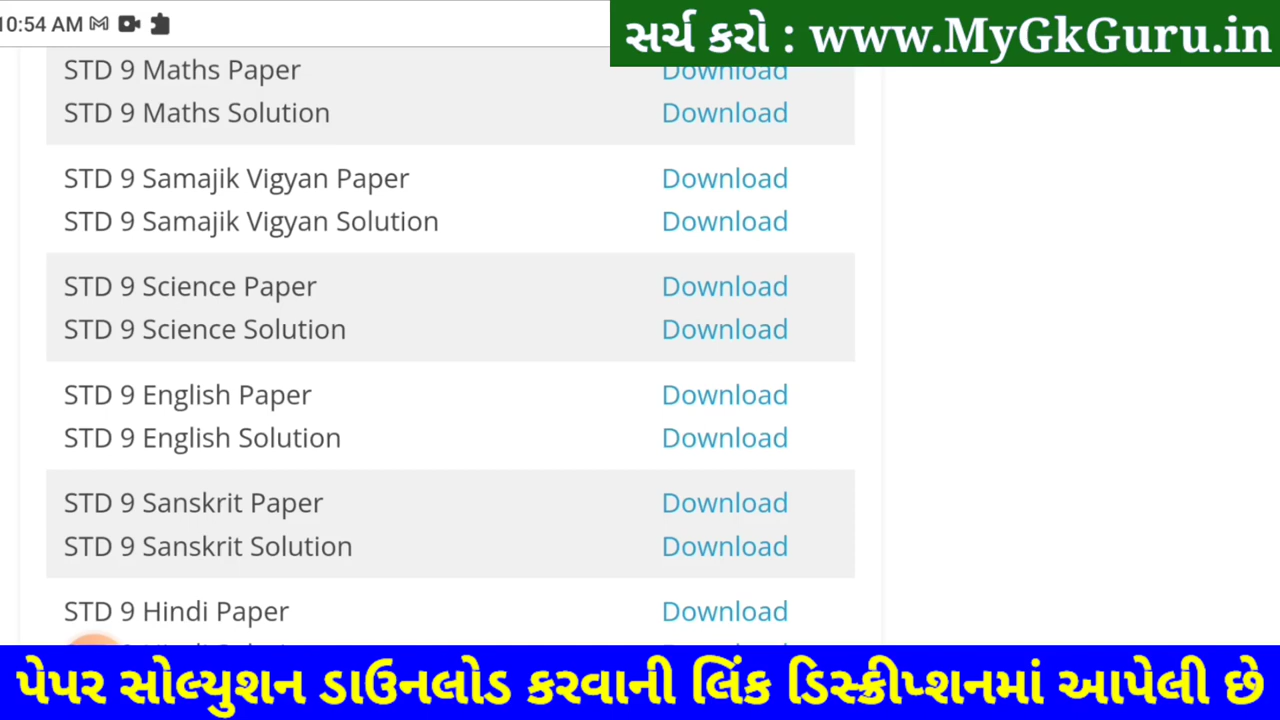 10:54 AM
સર્ચ કરો : www.MyGkGuru.in
STD 9 Maths Paper Download
STD 9 Maths Solution Download
STD 9 Samajik Vigyan Paper Download
STD 9 Samajik Vigyan Solution Download
STD 9 Science Paper Download
STD 9 Science Solution Download
STD 9 English Paper Download
STD 9 English Solution Download
STD 9 Sanskrit Paper Download
STD 9 Sanskrit Solution Download
STD 9 Hindi Paper Download
પેપર સોલ્યુશન ડાઉનલોડ કરવાની લિંક ડિસ્ક્રીપ્શનમાં આપેલી છે